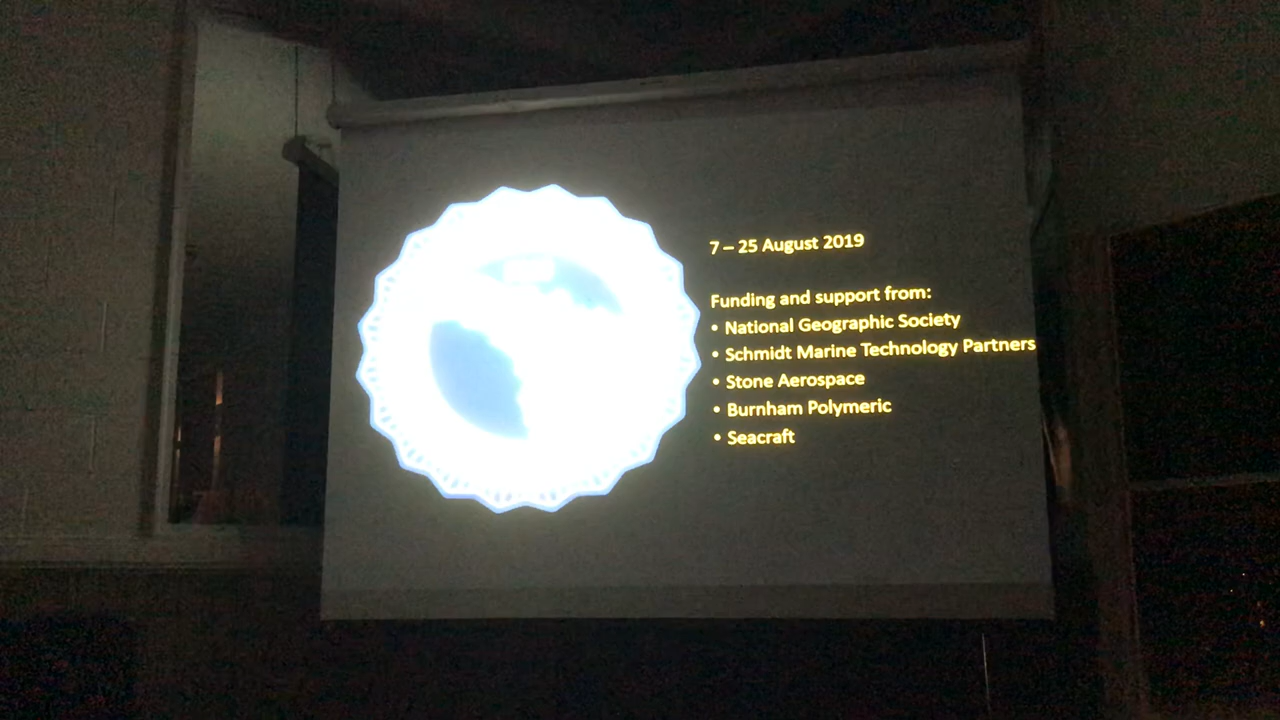 7 – 25 August 2019
Funding and support from:
• National Geographic Society
• Schmidt Marine Technology Partners
• Stone Aerospace
• Burnham Polymeric
• Seacraft